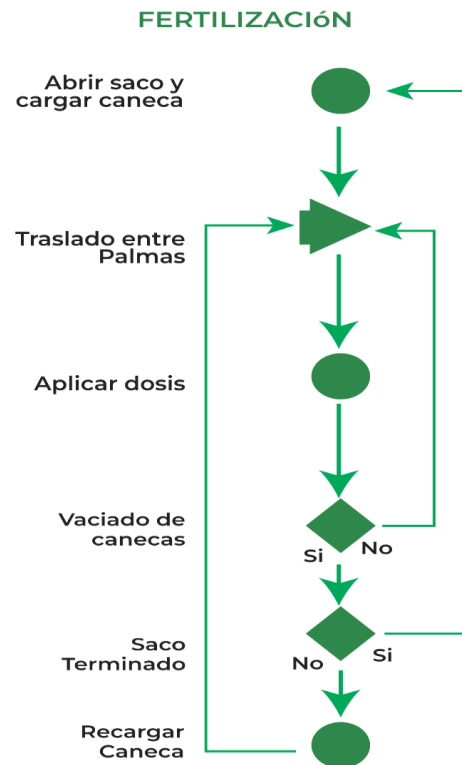 FERTILIZACIóN
Abrir saco y
cargar caneca
Traslado entre
Palmas
Aplicar dosis
Vaciado de
canecas
Si
No
Saco
Terminado
No
Si
Recargar
Caneca